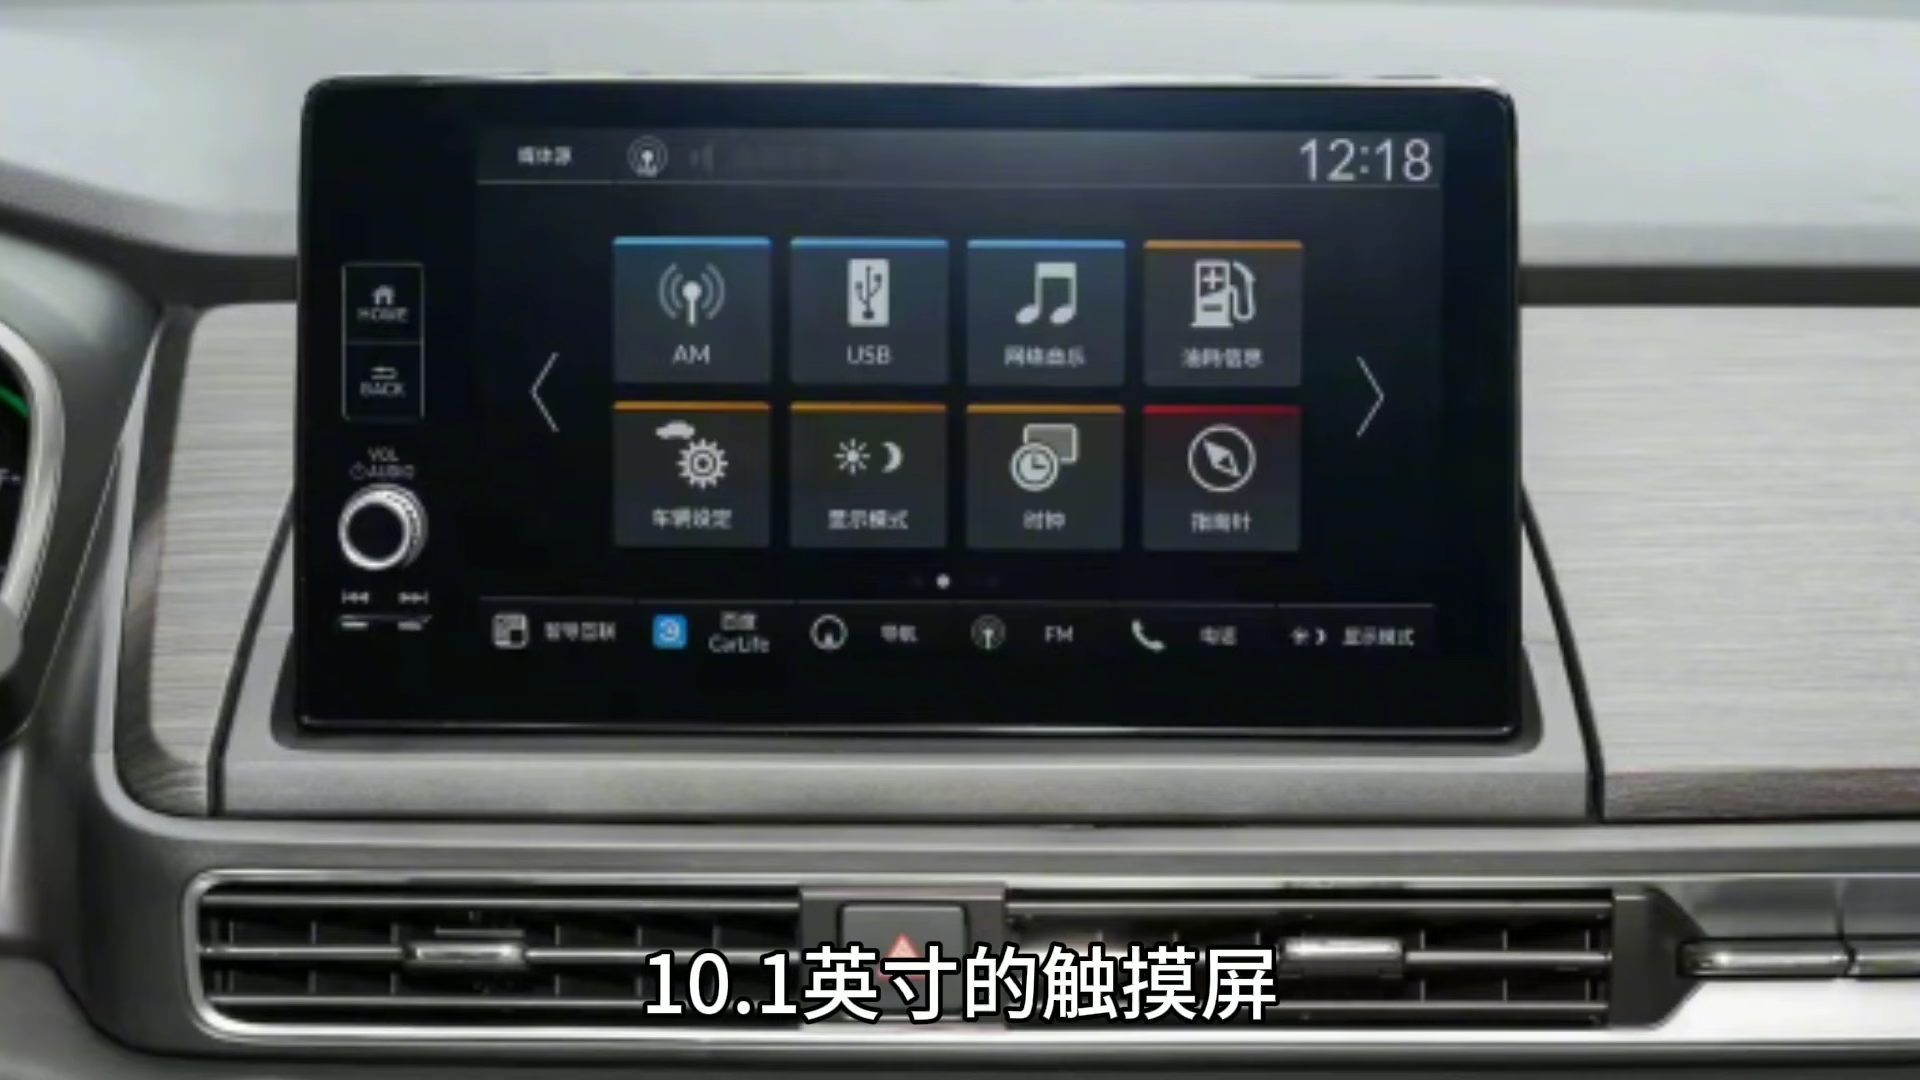 媒体源
12:18
HOME
BACK
VOL
AUDIO
AM
USB
网络音乐
油耗信息
车辆设定
显示模式
时钟
指南针
智导互联
百度
CarLife
导航
FM
电话
显示模式
10.1英寸的触摸屏